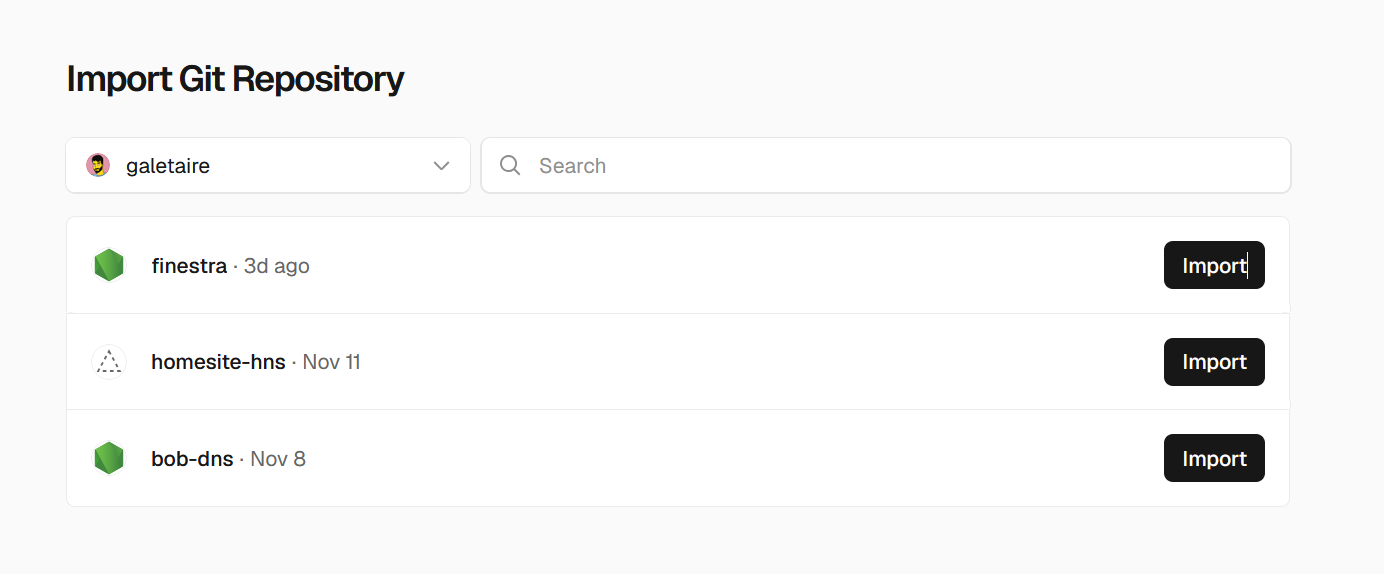 Import Git Repository
galetaire
Search
finestra · 3d ago
Import
homesite-hns · Nov 11
Import
bob-dns · Nov 8
Import